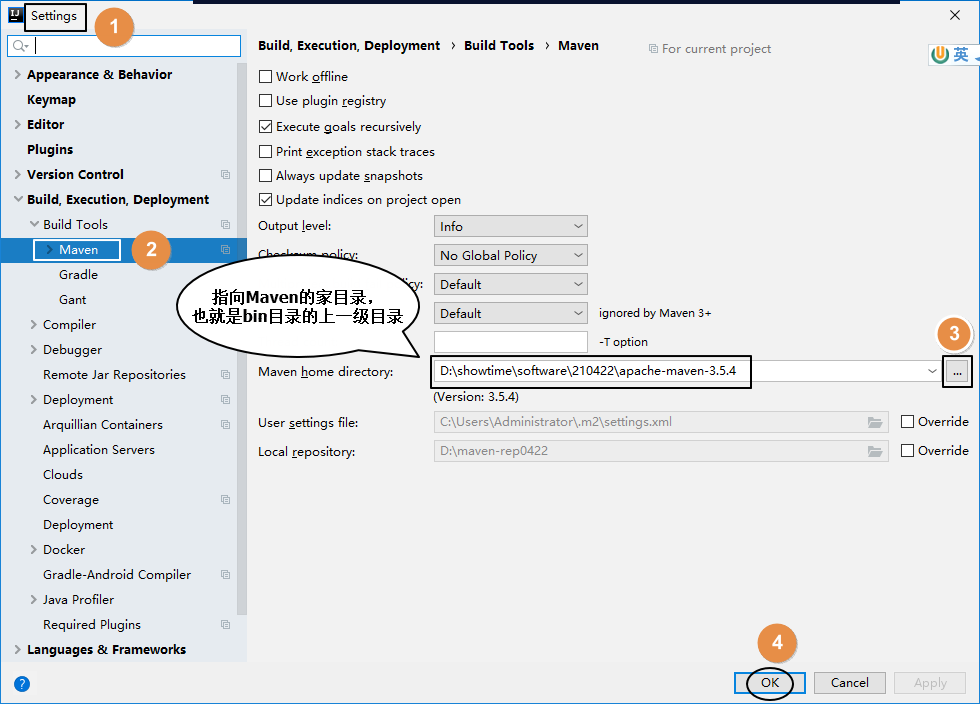 Settings
1
Appearance & Behavior
Keymap
Editor
Plugins
Version Control
Build, Execution, Deployment
Build Tools
Maven
2
Gradle
Gant
Compiler
Debugger
Remote Jar Repositories
Deployment
Arquillian Containers
Application Servers
Clouds
Coverage
Deployment
Docker
Gradle-Android Compiler
Java Profiler
Required Plugins
Languages & Frameworks
?
Build, Execution, Deployment › Build Tools › Maven
For current project
英
Work offline
Use plugin registry
Execute goals recursively
Print exception stack traces
Always update snapshots
Update indices on project open
Output level: Info
No Global Policy
Default
Default ignored by Maven 3+
-T option
指向Maven的家目录，
也就是bin目录的上一级目录
3
Maven home directory: D:\showtime\software\210422\apache-maven-3.5.4 ...
(Version: 3.5.4)
User settings file: C:\Users\Administrator\.m2\settings.xml Override
Local repository: D:\maven-rep0422 Override
4
OK Cancel Apply